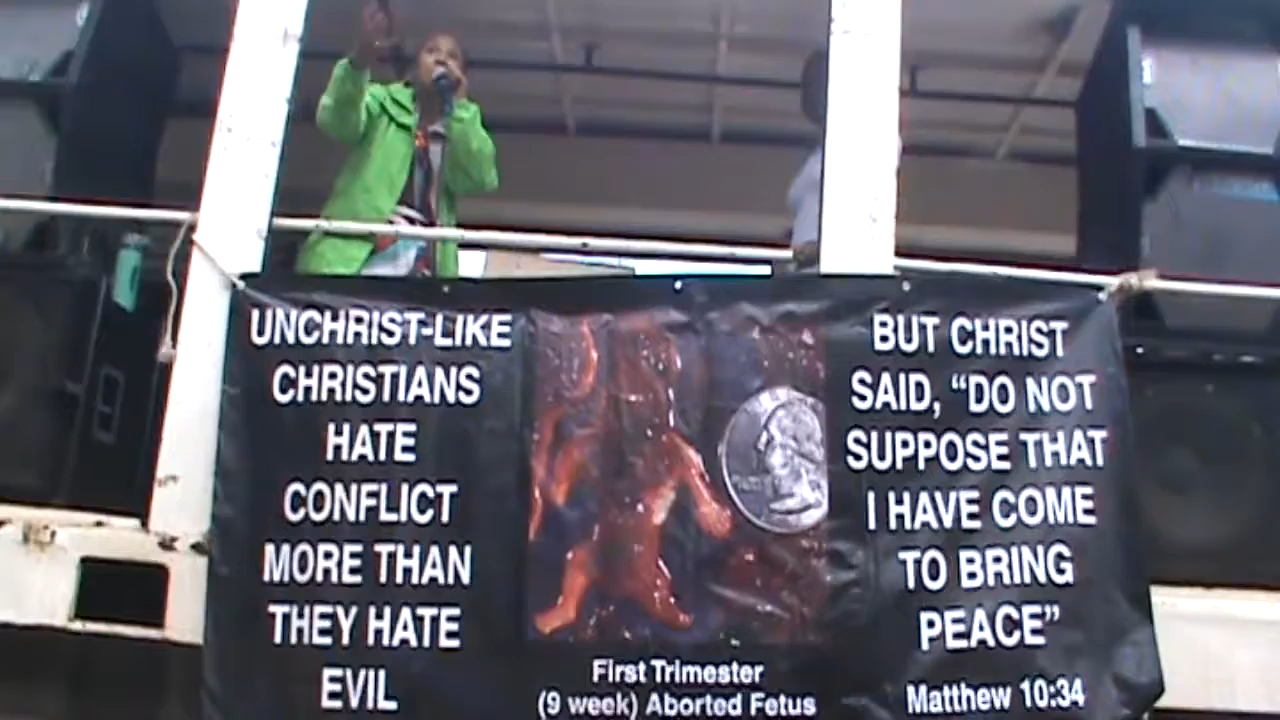 UNCHRIST-LIKE
CHRISTIANS
HATE
CONFLICT
MORE THAN
THEY HATE
EVIL
First Trimester
(9 week) Aborted Fetus
BUT CHRIST
SAID, “DO NOT
SUPPOSE THAT
I HAVE COME
TO BRING
PEACE”
Matthew 10:34